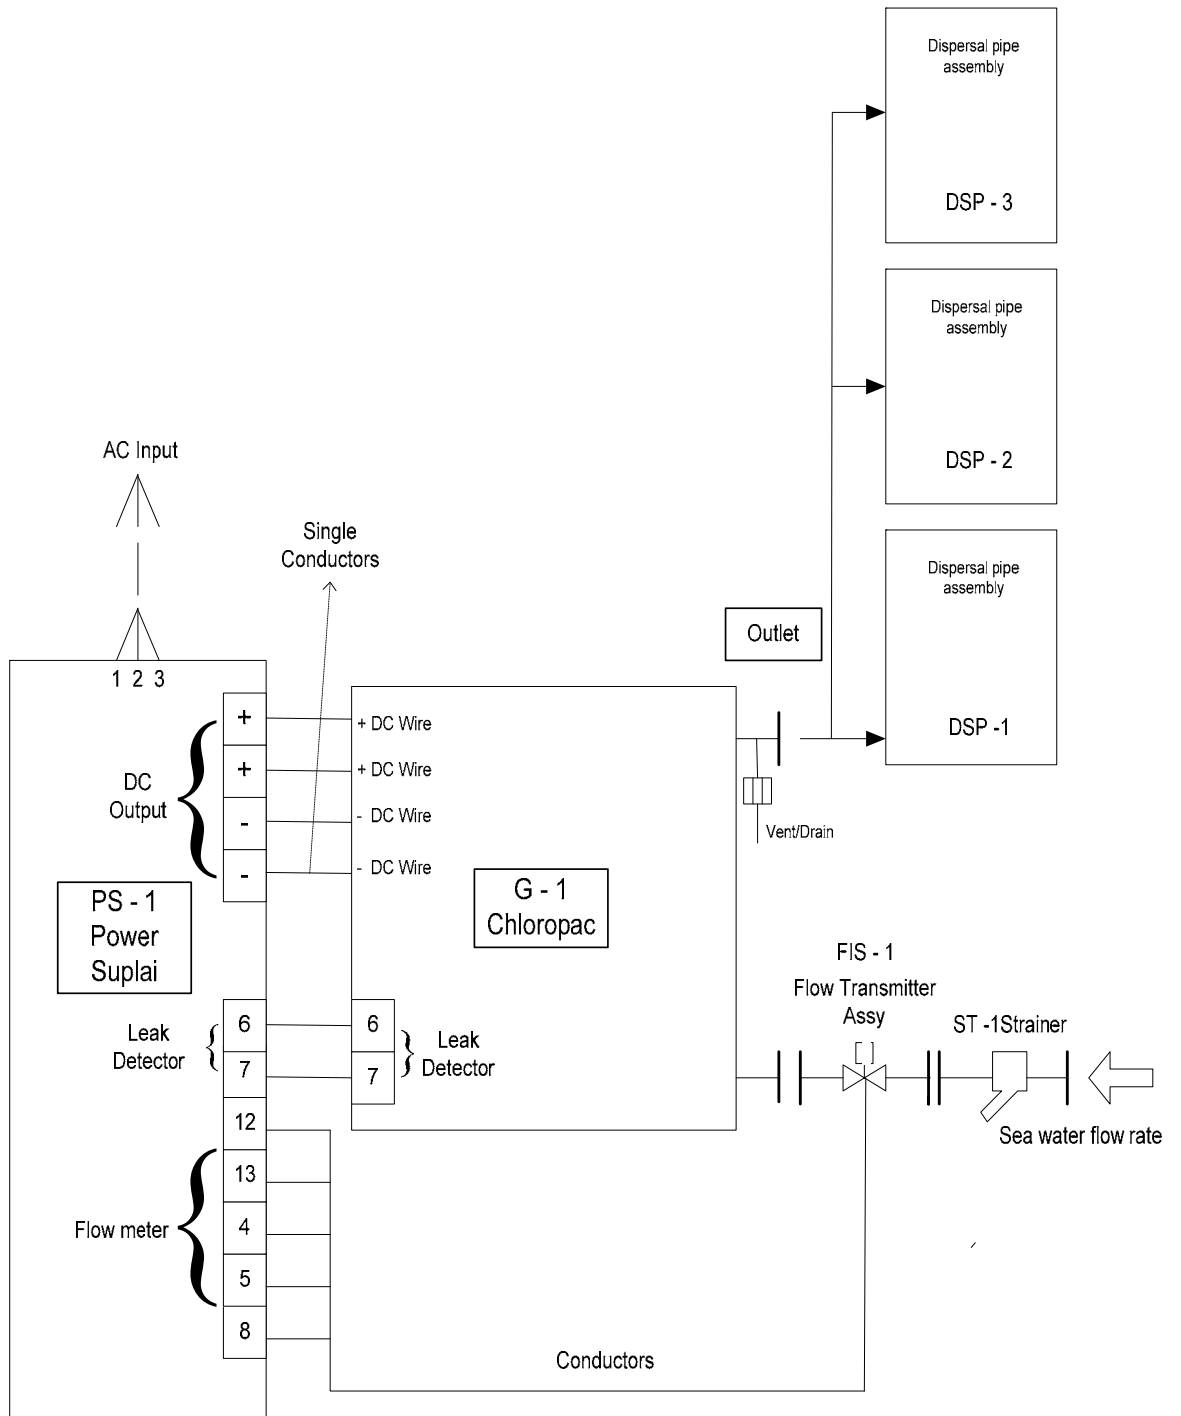 Dispersal pipe
assembly
DSP - 3
Dispersal pipe
assembly
DSP - 2
Dispersal pipe
assembly
DSP -1
AC Input
Single
Conductors
Outlet
1 2 3
+
+
-
-
DC
Output
+ DC Wire
+ DC Wire
- DC Wire
- DC Wire
Vent/Drain
PS - 1
Power
Suplai
G - 1
Chloropac
FIS - 1
Flow Transmitter
Assy
ST -1Strainer
Sea water flow rate
Leak
Detector
6
7
6
7
Leak
Detector
12
13
4
5
8
Flow meter
Conductors